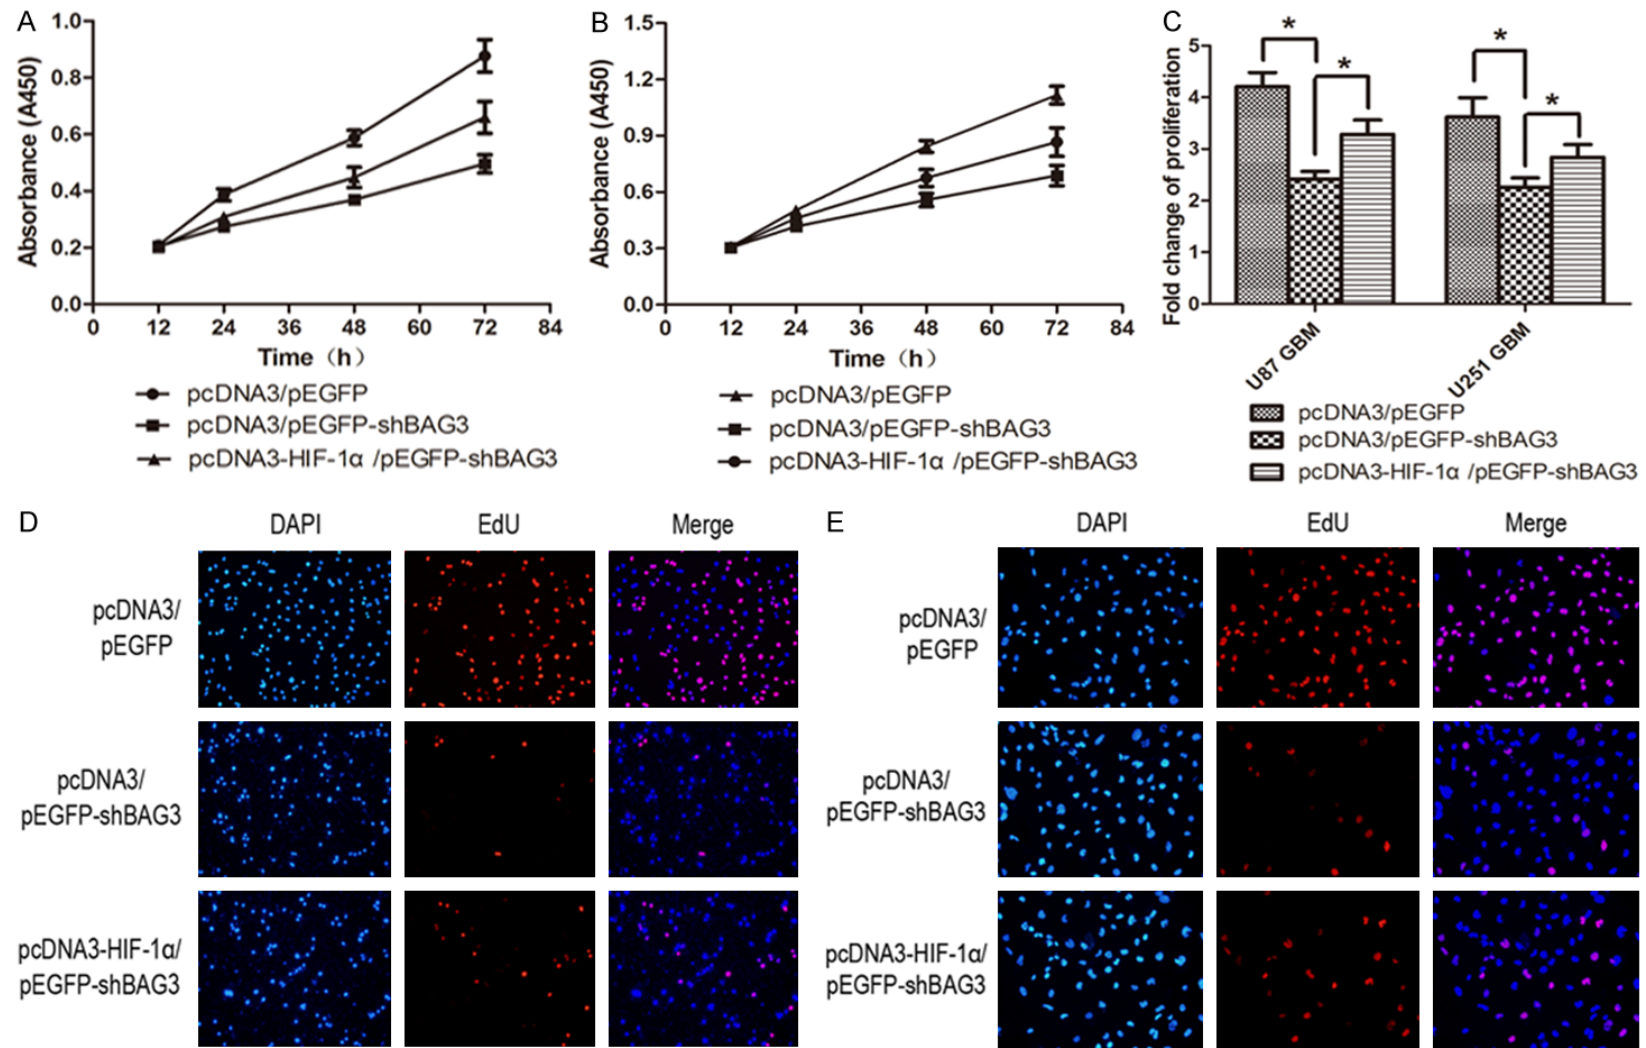 A
Absorbance (A450)
1.0
0.8
0.6
0.4
0.2
0.0
0 12 24 36 48 60 72 84
Time（h）
pcDNA3/pEGFP
pcDNA3/pEGFP-shBAG3
pcDNA3-HIF-1α /pEGFP-shBAG3
B
Absorbance (A450)
1.5
1.2
0.9
0.6
0.3
0.0
0 12 24 36 48 60 72 84
Time（h）
pcDNA3/pEGFP
pcDNA3/pEGFP-shBAG3
pcDNA3-HIF-1α /pEGFP-shBAG3
C
Fold change of proliferation
5
4
3
2
1
0
* * * *
U87 GBM
U251 GBM
pcDNA3/pEGFP
pcDNA3/pEGFP-shBAG3
pcDNA3-HIF-1α /pEGFP-shBAG3
D
DAPI EdU Merge
pcDNA3/
pEGFP
pcDNA3/
pEGFP-shBAG3
pcDNA3-HIF-1α/
pEGFP-shBAG3
E
DAPI EdU Merge
pcDNA3/
pEGFP
pcDNA3/
pEGFP-shBAG3
pcDNA3-HIF-1α/
pEGFP-shBAG3